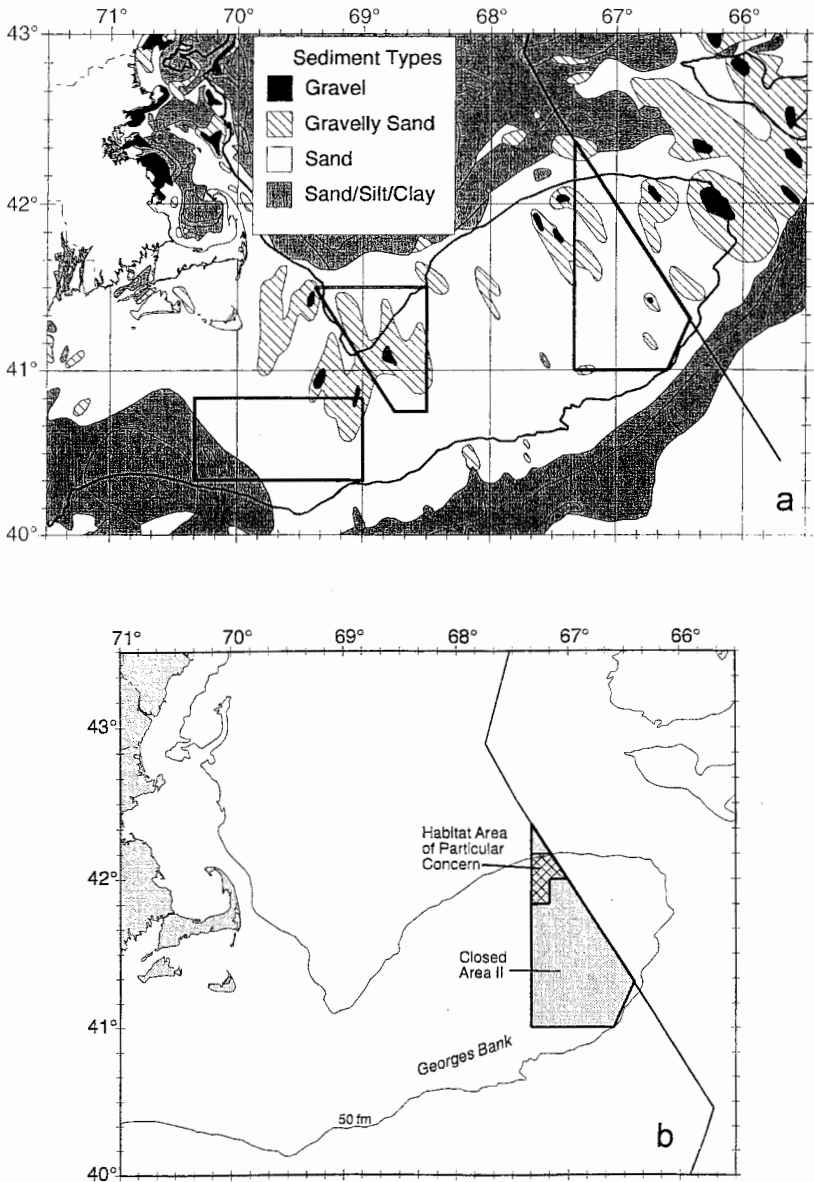 71° 70° 69° 68° 67° 66°
43°
42°
41°
40°
Sediment Types
Gravel
Gravelly Sand
Sand
Sand/Silt/Clay
a
71° 70° 69° 68° 67° 66°
43°
42°
41°
40°
Habitat Area
of Particular
Concern
Closed
Area II
Georges Bank
50 fm
b